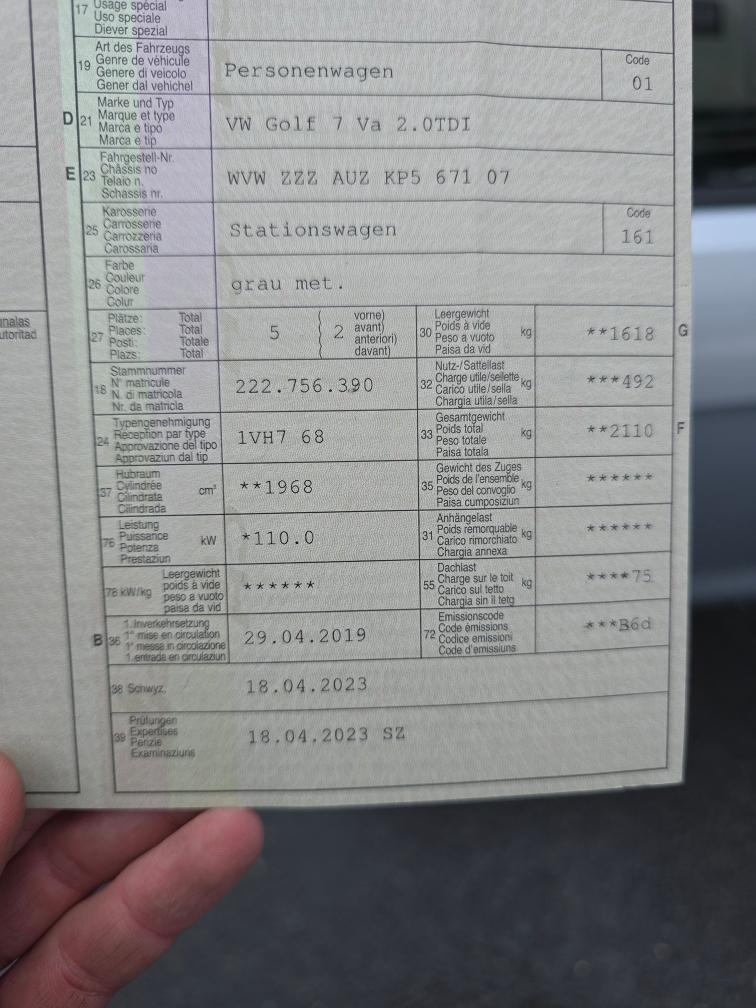 17 Usage spécial
Uso speciale
Diever spezial
19 Art des Fahrzeugs
Genre de véhicule
Genere di veicolo
Gener dal vehichel
Personenwagen
Code
01
D 21 Marke und Typ
Marque et type
Marca e tipo
Marca e tip
VW Golf 7 Va 2.0TDI
E 23 Fahrgestell-Nr.
Châssis no
Telaio n.
Schassis nr.
WVW ZZZ AUZ KP5 671 07
25 Karosserie
Carrosserie
Carrozzeria
Carossaria
Stationswagen
Code
161
26 Farbe
Couleur
Colore
Colur
grau met.
27 Plätze: Total
Places: Total
Posti: Totale
Plazs: Total
5 { 2 vorne)
avant)
anteriori)
davant)
30 Leergewicht
Poids à vide
Peso a vuoto
Paisa da vid
kg
**1618 G
18 Stammnummer
N° matricule
N. di matricola
Nr. da matricla
222.756.390
32 Nutz-/Sattellast
Charge utile/sellette
Carico utile/sella
Chargia utila/sella
kg
***492
24 Typengenehmigung
Réception par type
Approvazione del tipo
Approvaziun dal tip
1VH7 68
33 Gesamtgewicht
Poids total
Peso totale
Paisa totala
kg
**2110 F
37 Hubraum
Cylindrée
Cilindrata
Cilindrada
cm³
**1968
35 Gewicht des Zuges
Poids de l'ensemble
Peso del convoglio
Paisa cumposiziun
kg
******
76 Leistung
Puissance
Potenza
Prestaziun
kW
*110.0
31 Anhängelast
Poids remorquable
Carico rimorchiato
Chargia annexa
kg
******
78 kW/kg Leergewicht
poids à vide
peso a vuoto
paisa da vid
******
55 Dachlast
Charge sur le toit
Carico sul tetto
Chargia sin il tetg
kg
****75
B 36 1. Inverkehrsetzung
1re mise en circulation
1a messa in circolazione
1. entrada en circulaziun
29.04.2019
72 Emissionscode
Code émissions
Codice emissioni
Code d'emissiuns
***B6d
38 Schwyz,
18.04.2023
39 Prüfungen
Expertises
Perizie
Examinaziuns
18.04.2023 SZ